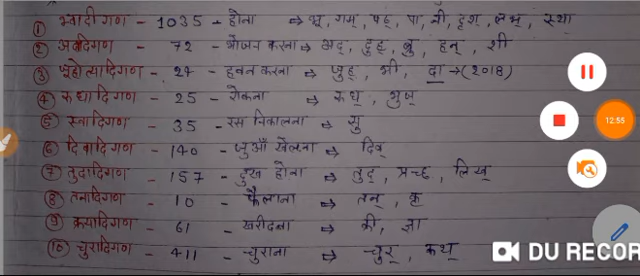 ① भ्वादिगण - 1035 - होना ⇒ भू, गम्, पठ्, पा, नी, दृश्, लभ्, स्था
② अदादिगण - 72 - भोजन करना ⇒ अद्, दुह्, ब्रु, हन्, शी
③ जुहोत्यादिगण - 24 - हवन करना ⇒ जुह्, भी, दा → (2018)
④ रुधादिगण - 25 - रोकना ⇒ रुध्, भुज्
⑤ स्वादिगण - 35 - रस निकालना ⇒ सु
⑥ दिवादिगण - 140 - जुआँ खेलना ⇒ दिव्
⑦ तुदादिगण - 157 - दुख होना ⇒ तुद्, प्रच्छ्, लिख्
⑧ तनादिगण - 10 - फैलाना ⇒ तन्, कृ
⑨ क्रयादिगण - 61 - खरीदना ⇒ क्री, ज्ञा
⑩ चुरादिगण - 411 - चुराना ⇒ चुर्, कथ्
12:55
DU RECOR